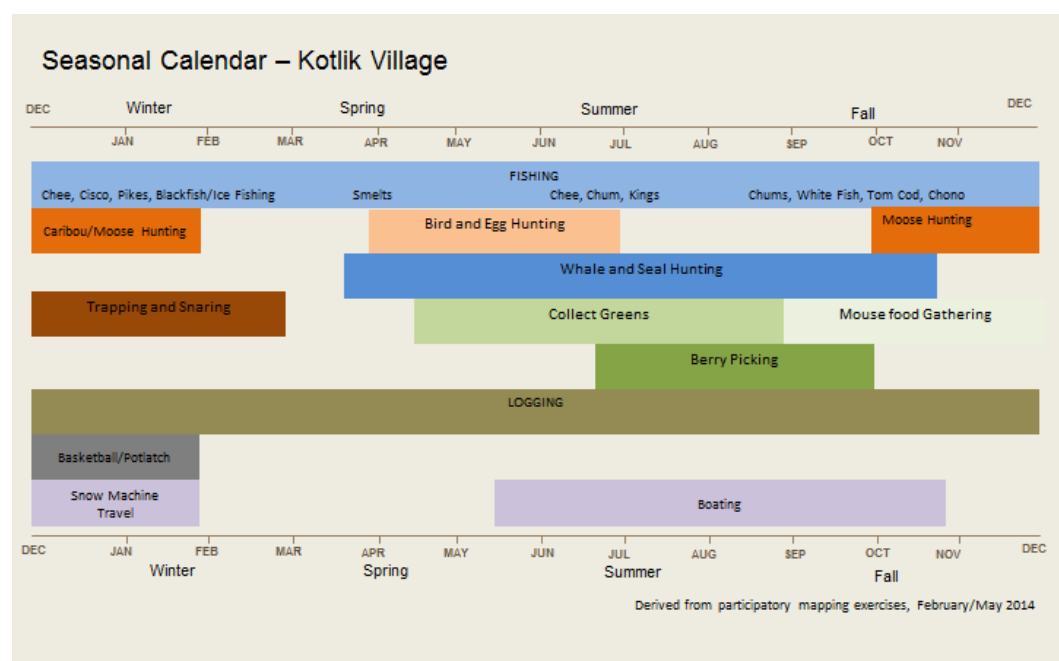 Seasonal Calendar – Kotlik Village
DEC Winter Spring Summer Fall DEC
JAN FEB MAR APR MAY JUN JUL AUG SEP OCT NOV
FISHING
Chee, Cisco, Pikes, Blackfish/Ice Fishing Smelts Chee, Chum, Kings Chums, White Fish, Tom Cod, Chono
Caribou/Moose Hunting Bird and Egg Hunting Moose Hunting
Whale and Seal Hunting
Trapping and Snaring Collect Greens Mouse food Gathering
Berry Picking
LOGGING
Basketball/Potlatch
Snow Machine
Travel
Boating
DEC JAN FEB MAR APR MAY JUN JUL AUG SEP OCT NOV DEC
Winter Spring Summer Fall
Derived from participatory mapping exercises, February/May 2014